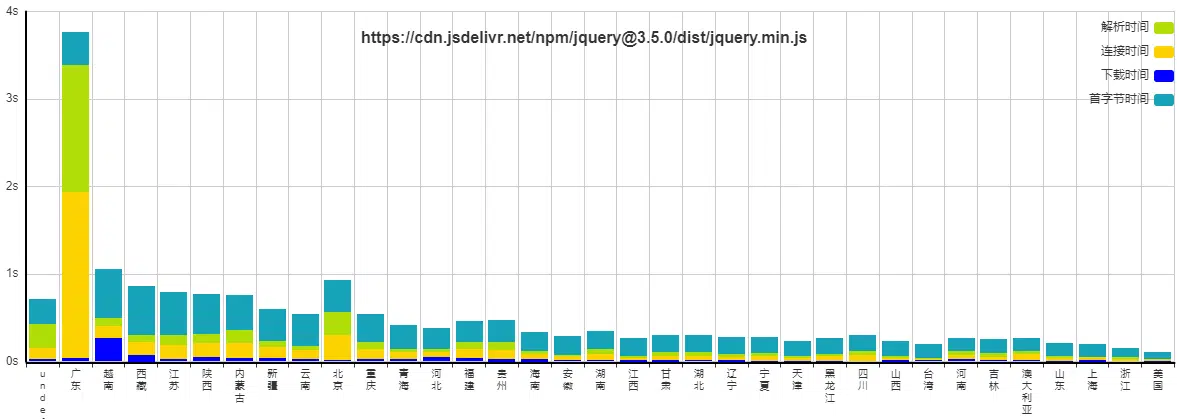 4s
https://cdn.jsdelivr.net/npm/jquery@3.5.0/dist/jquery.min.js
解析时间
连接时间
下载时间
首字节时间
3s
2s
1s
0s
undef
广东
越南
西藏
江苏
陕西
内蒙古
新疆
云南
北京
重庆
青海
河北
福建
贵州
海南
安徽
湖南
江西
甘肃
湖北
辽宁
宁夏
天津
黑龙江
四川
山西
台湾
河南
吉林
澳大利亚
山东
上海
浙江
美国